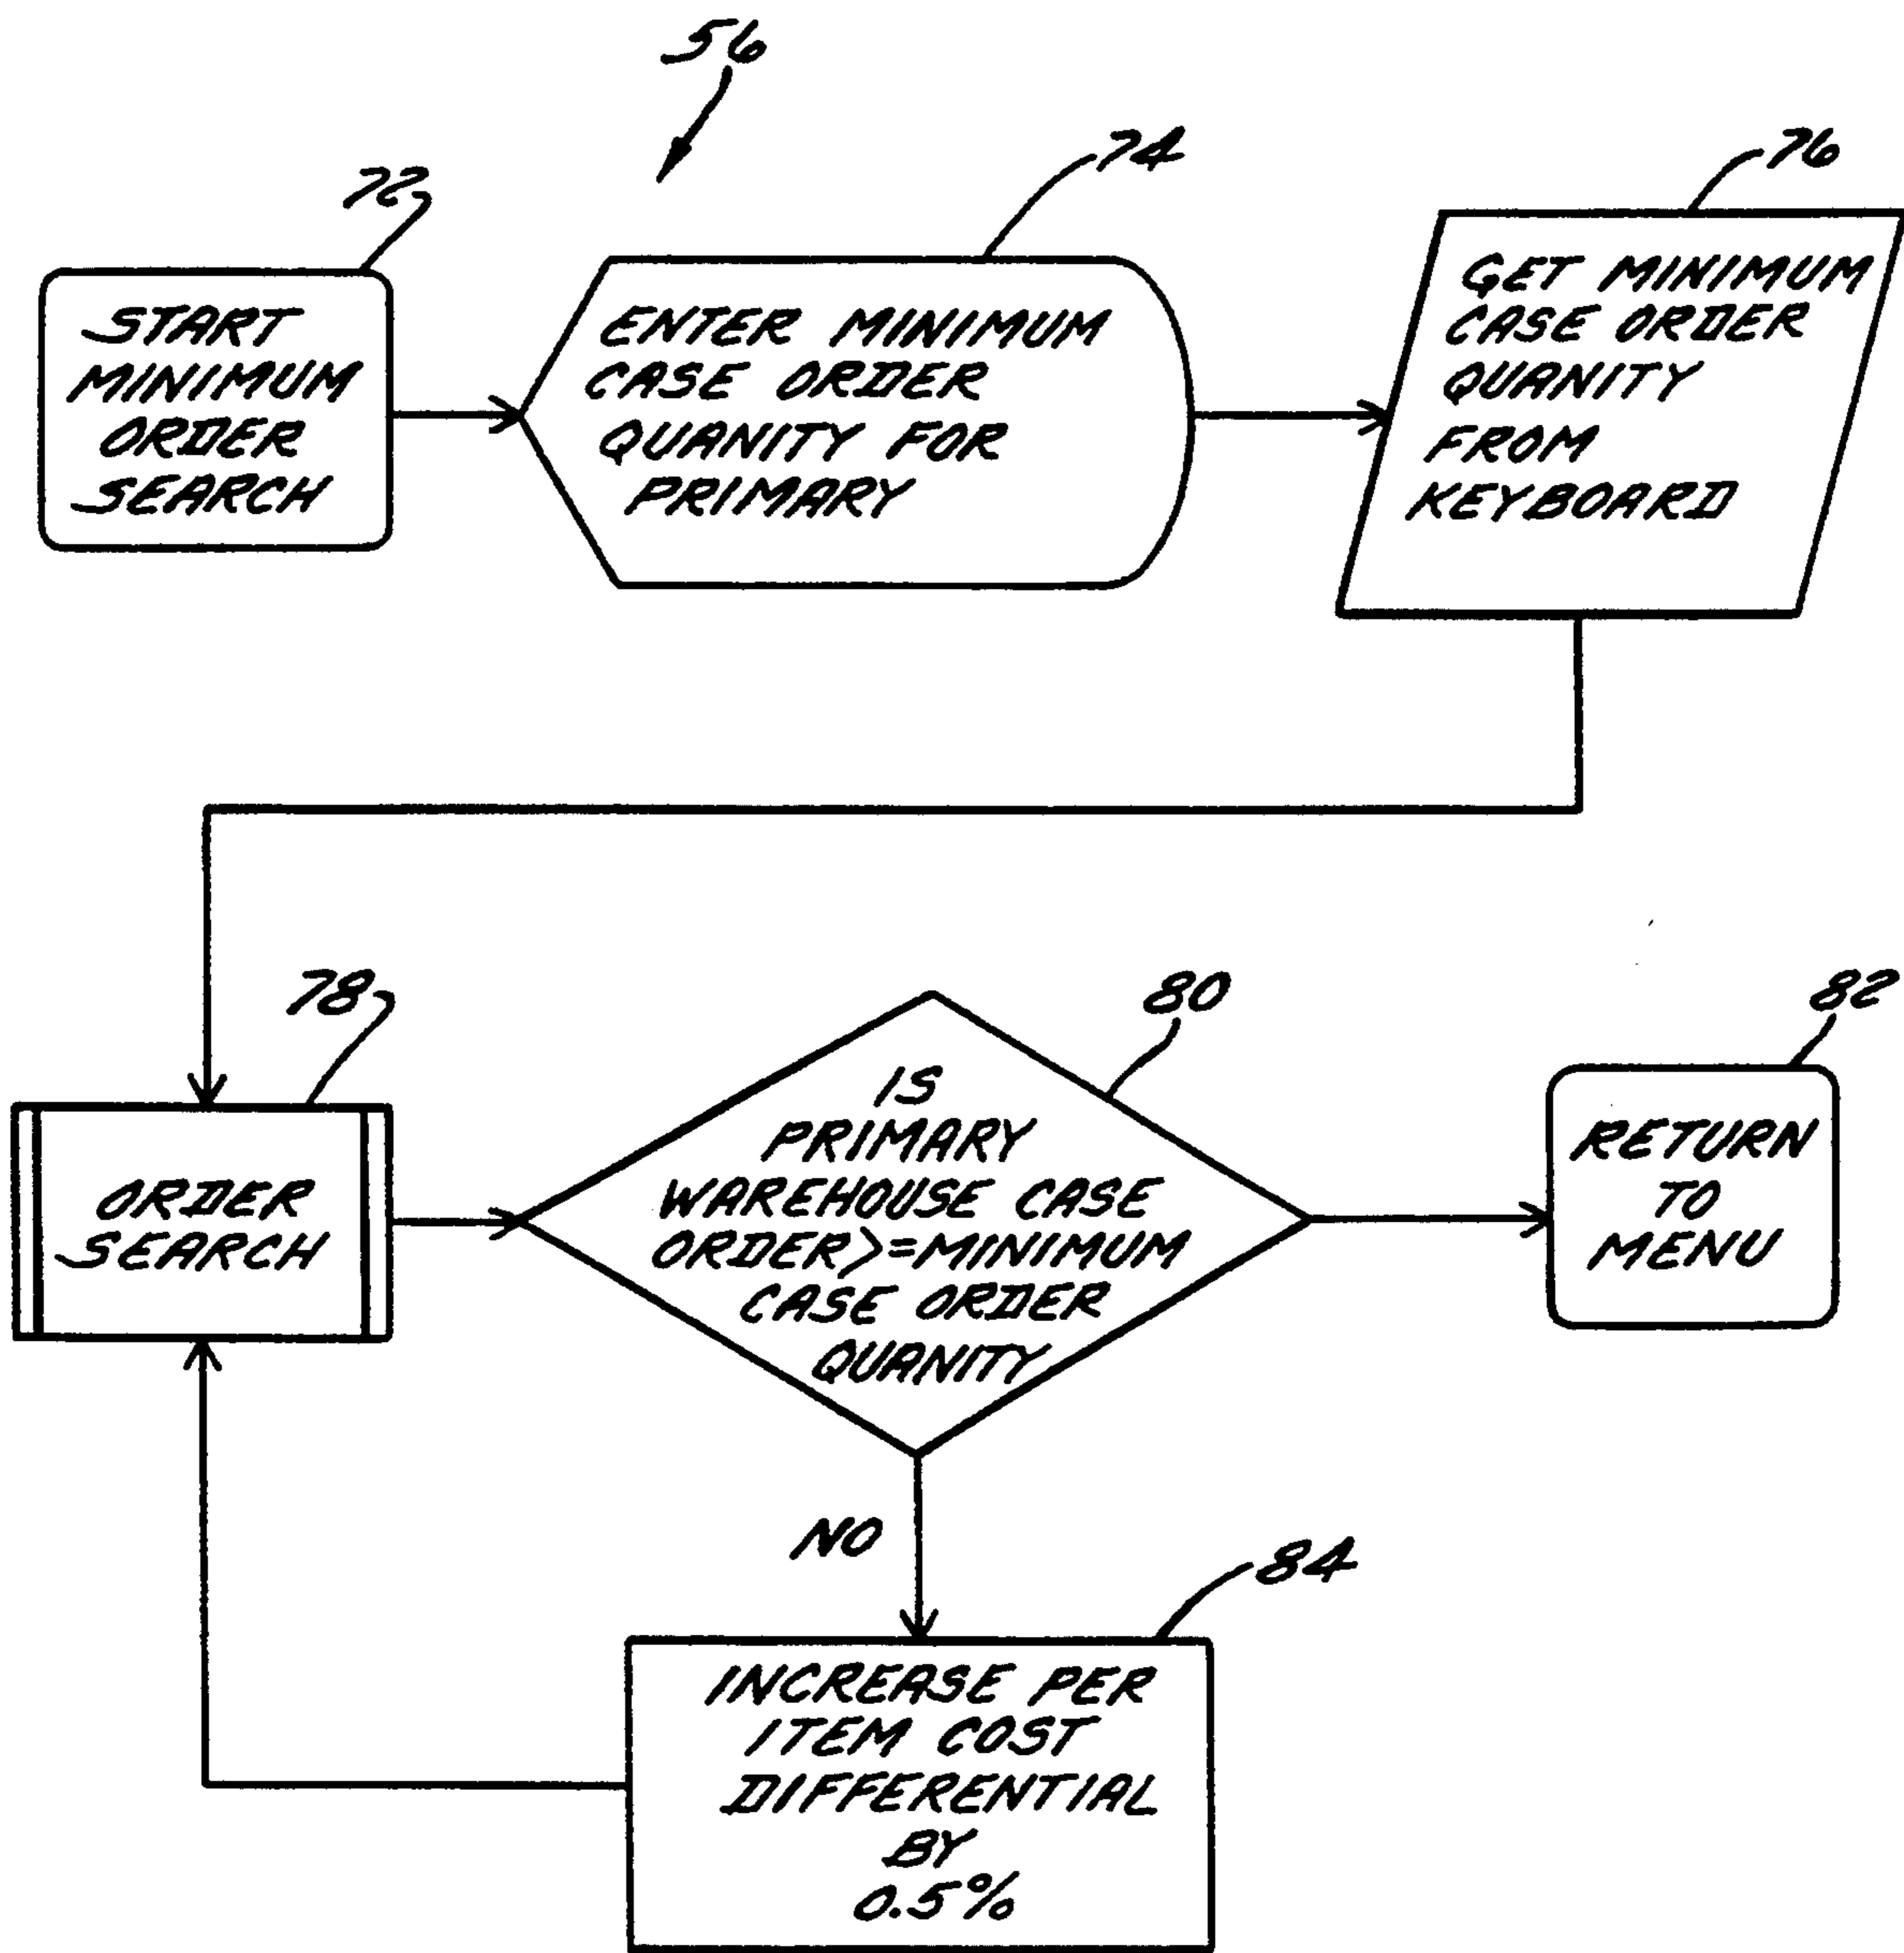 56
72
START
MINIMUM
ORDER
SEARCH
74
ENTER MINIMUM
CASE ORDER
QUANITY FOR
PRIMARY
76
GET MINIMUM
CASE ORDER
QUANITY
FROM
KEYBOARD
78
ORDER
SEARCH
80
IS
PRIMARY
WAREHOUSE CASE
ORDER>=MINIMUM
CASE ORDER
QUANITY
82
RETURN
TO
MENU
NO
84
INCREASE PER
ITEM COST
DIFFERENTIAL
BY
0.5%